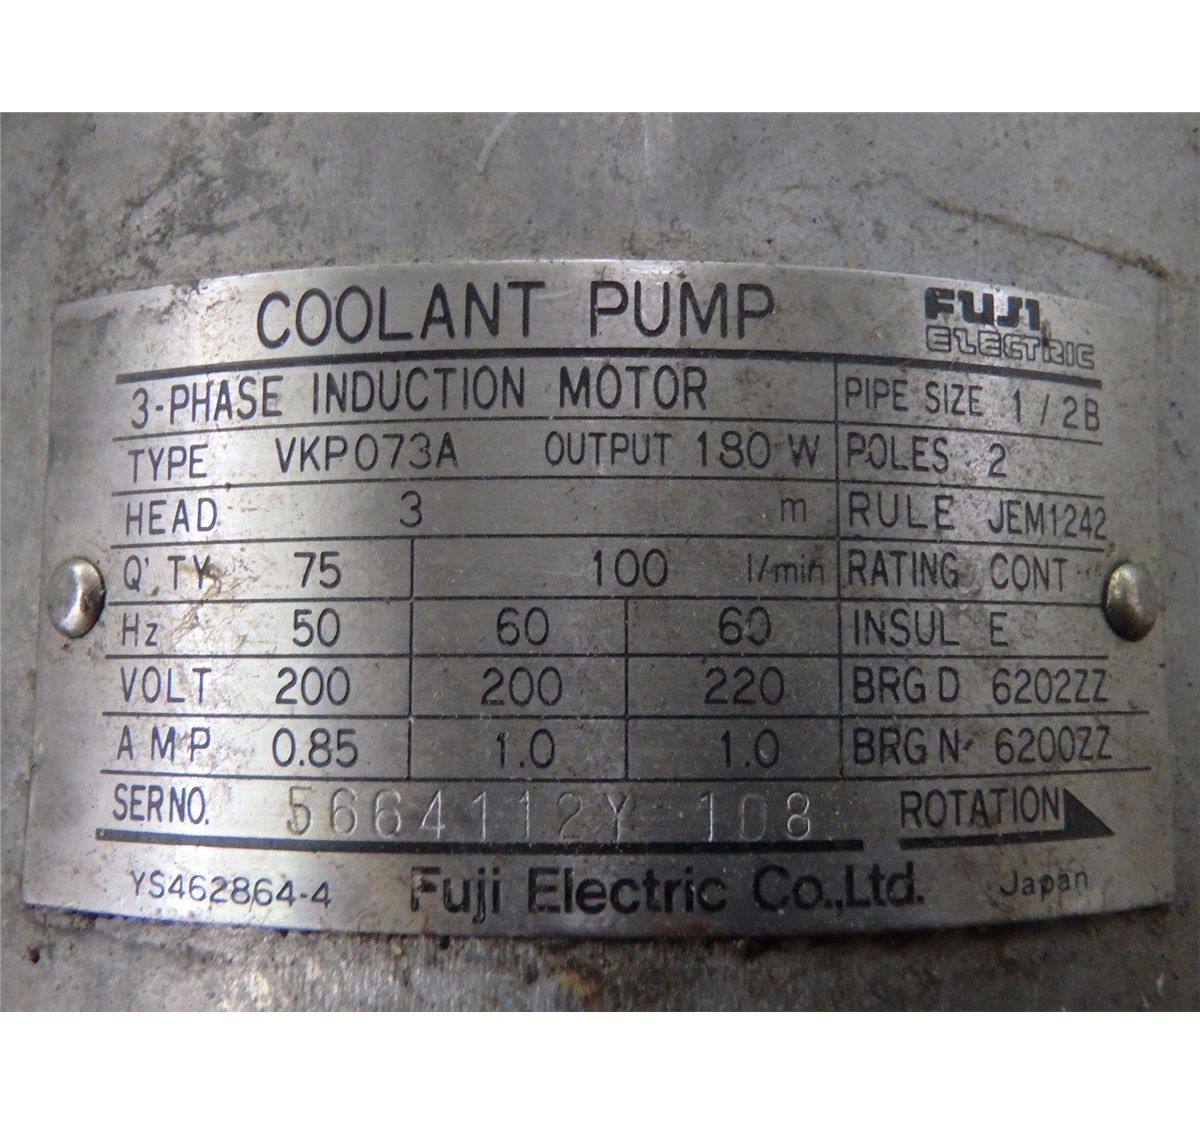 COOLANT PUMP
FUJI
ELECTRIC
3-PHASE INDUCTION MOTOR PIPE SIZE 1/2B
TYPE VKP073A OUTPUT 180 W POLES 2
HEAD 3 m RULE JEM1242
Q'TY 75 100 l/min RATING CONT
Hz 50 60 60 INSUL E
VOLT 200 200 220 BRG D 6202ZZ
AMP 0.85 1.0 1.0 BRG N 6200ZZ
SER NO. 5664112Y-108 ROTATION
YS462864-4 Fuji Electric Co.,Ltd. Japan